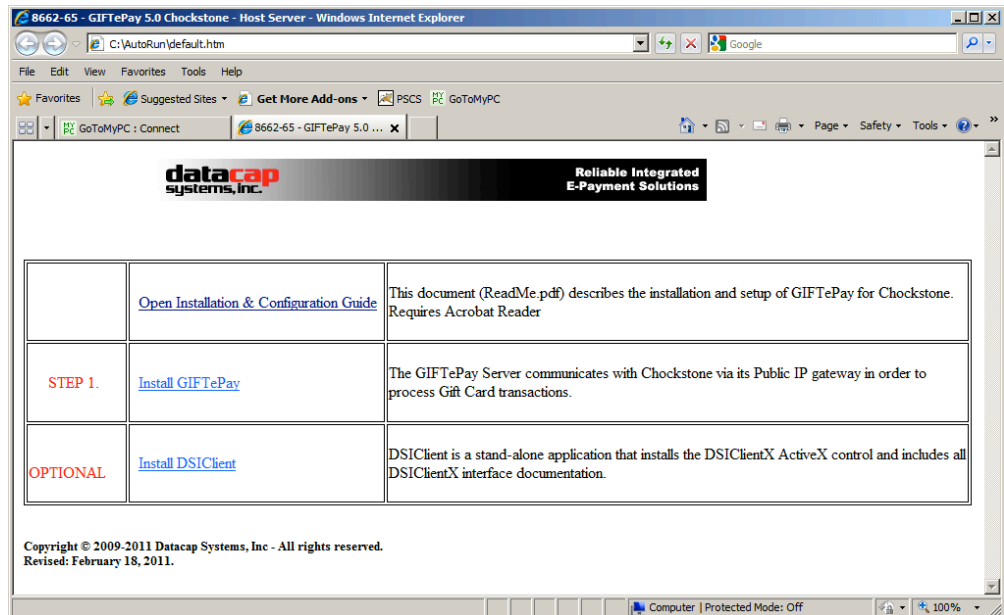 8662-65 - GIFTePay 5.0 Chockstone - Host Server - Windows Internet Explorer
C:\AutoRun\default.htm
Google
File Edit View Favorites Tools Help
Favorites Suggested Sites Get More Add-ons PSCS MY PC GoToMyPC
MY PC GoToMyPC : Connect 8662-65 - GIFTePay 5.0 ... Page Safety Tools
datacap
systems, inc.
Reliable Integrated
E-Payment Solutions
Open Installation & Configuration Guide
This document (ReadMe.pdf) describes the installation and setup of GIFTePay for Chockstone.
Requires Acrobat Reader
STEP 1.
Install GIFTePay
The GIFTePay Server communicates with Chockstone via its Public IP gateway in order to
process Gift Card transactions.
OPTIONAL
Install DSIClient
DSIClient is a stand-alone application that installs the DSIClientX ActiveX control and includes all
DSIClientX interface documentation.
Copyright © 2009-2011 Datacap Systems, Inc - All rights reserved.
Revised: February 18, 2011.
Computer | Protected Mode: Off 100%